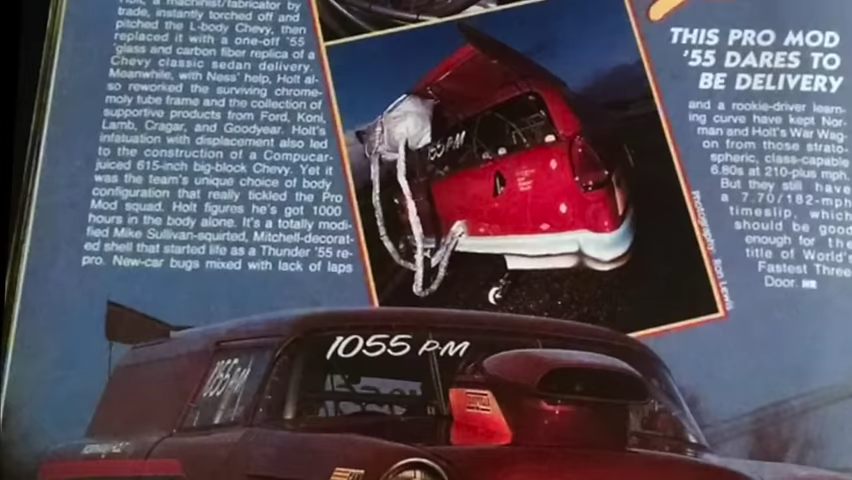 a machinist/fabricator by
trade, instantly torched off and
pitched the L-body Chevy, then
replaced it with a one-off '55
'glass and carbon fiber replica of a
Chevy classic sedan delivery.
Meanwhile, with Ness' help, Holt al-
so reworked the surviving chrome-
moly tube frame and the collection of
supportive products from Ford, Koni,
Lamb, Cragar, and Goodyear. Holt's
infatuation with displacement also led
to the construction of a Compucar-
juiced 615-inch big-block Chevy. Yet it
was the team's unique choice of body
configuration that really tickled the Pro
Mod squad. Holt figures he's got 1000
hours in the body alone. It's a totally modi-
fied Mike Sullivan-squirted, Mitchell-decorat-
ed shell that started life as a Thunder '55 re-
pro. New-car bugs mixed with lack of laps
THIS PRO MOD
'55 DARES TO
BE DELIVERY
and a rookie-driver learn-
ing curve have kept Nor-
man and Holt's War Wag-
on from those strato-
spheric, class-capable
6.80s at 210-plus mph.
But they still have
a 7.70/182-mph
timeslip, which
should be good
enough for the
title of World's
Fastest Three
Door. HR
Photography: Ron Lewis
1055 PM